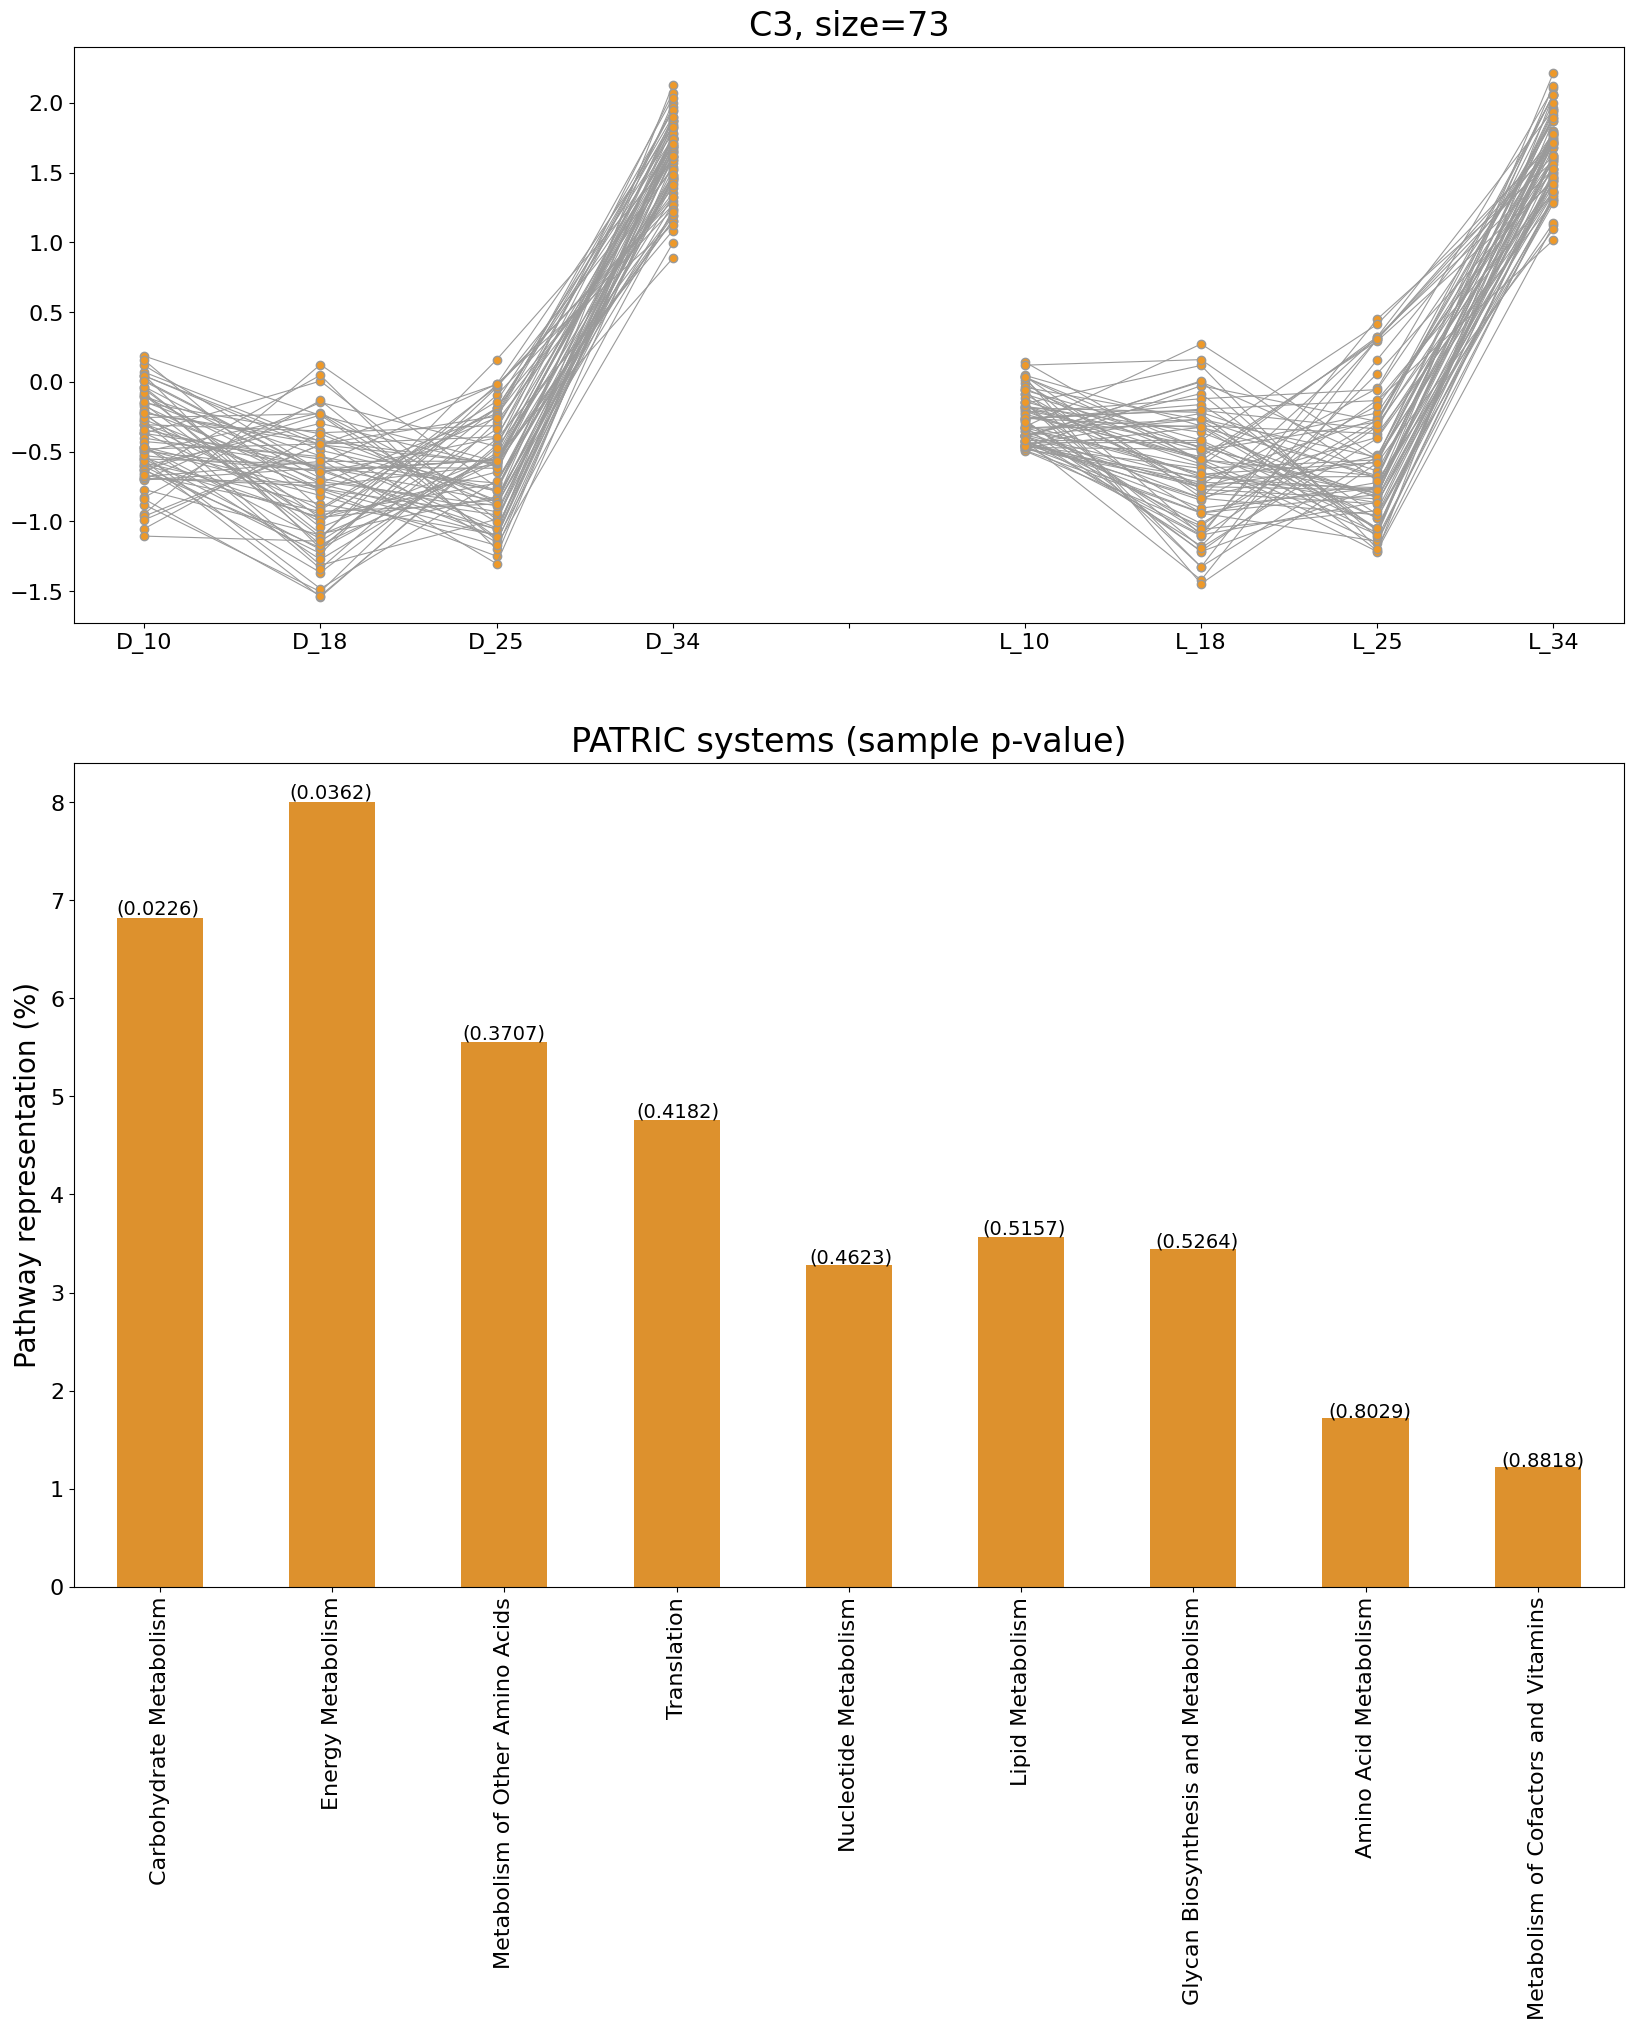 C3, size=73
2.0
1.5
1.0
0.5
0.0
−0.5
−1.0
−1.5
D_10 D_18 D_25 D_34 L_10 L_18 L_25 L_34
PATRIC systems (sample p-value)
Pathway representation (%)
8
7
6
5
4
3
2
1
0
(0.0226)
(0.0362)
(0.3707)
(0.4182)
(0.4623)
(0.5157)
(0.5264)
(0.8029)
(0.8818)
Carbohydrate Metabolism
Energy Metabolism
Metabolism of Other Amino Acids
Translation
Nucleotide Metabolism
Lipid Metabolism
Glycan Biosynthesis and Metabolism
Amino Acid Metabolism
Metabolism of Cofactors and Vitamins